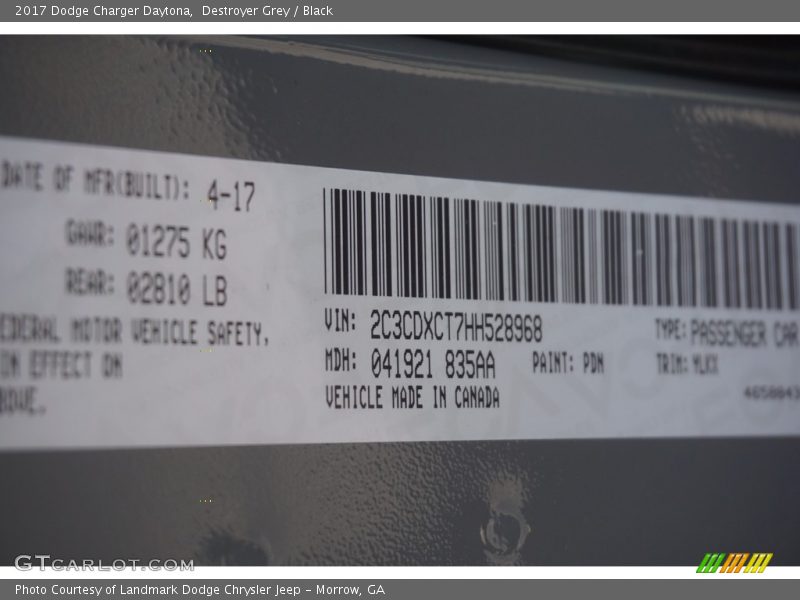 2017 Dodge Charger Daytona, Destroyer Grey / Black
DATE OF MFR(BUILT): 4-17
GAWR: 01275 KG
REAR: 02810 LB
EDERAL MOTOR VEHICLE SAFETY,
IN EFFECT ON
BOVE.
VIN: 2C3CDXCT7HH528968
TYPE: PASSENGER CAR
MDH: 041921 835AA
PAINT: PDN
TRIM: MLX
VEHICLE MADE IN CANADA
GTCARLOT.COM
Photo Courtesy of Landmark Dodge Chrysler Jeep – Morrow, GA